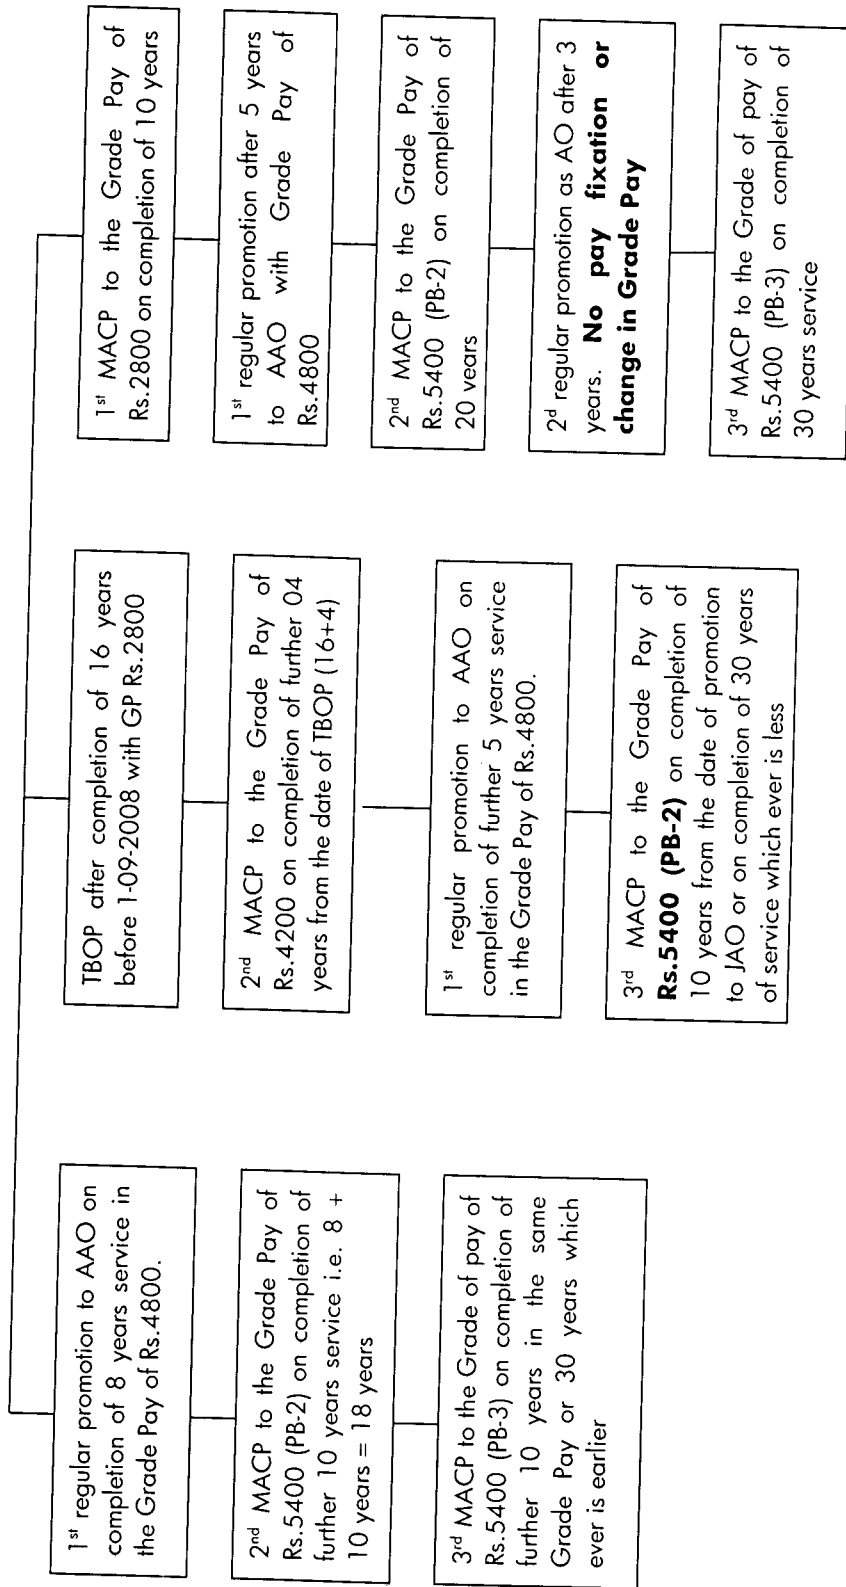 1st regular promotion to AAO on
completion of 8 years service in
the Grade Pay of Rs.4800.
2nd MACP to the Grade Pay of
Rs.5400 (PB-2) on completion of
further 10 years service i.e. 8 +
10 years = 18 years
3rd MACP to the Grade of pay of
Rs.5400 (PB-3) on completion of
further 10 years in the same
Grade Pay or 30 years which
ever is earlier
TBOP after completion of 16 years
before 1-09-2008 with GP Rs.2800
2nd MACP to the Grade Pay of
Rs.4200 on completion of further 04
years from the date of TBOP (16+4)
1st regular promotion to AAO on
completion of further 5 years service
in the Grade Pay of Rs.4800.
3rd MACP to the Grade Pay of
Rs.5400 (PB-2) on completion of
10 years from the date of promotion
to JAO or on completion of 30 years
of service which ever is less
1st MACP to the Grade Pay of
Rs.2800 on completion of 10 years
1st regular promotion after 5 years
to AAO with Grade Pay of
Rs.4800
2nd MACP to the Grade Pay of
Rs.5400 (PB-2) on completion of
20 years
2d regular promotion as AO after 3
years. No pay fixation or
change in Grade Pay
3rd MACP to the Grade of pay of
Rs.5400 (PB-3) on completion of
30 years service